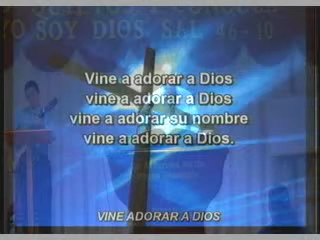 YO SOY DIOS SAL 46-10
Vine a adorar a Dios
vine a adorar a Dios
vine a adorar su nombre
vine a adorar a Dios.
VINE ADORAR A DIOS